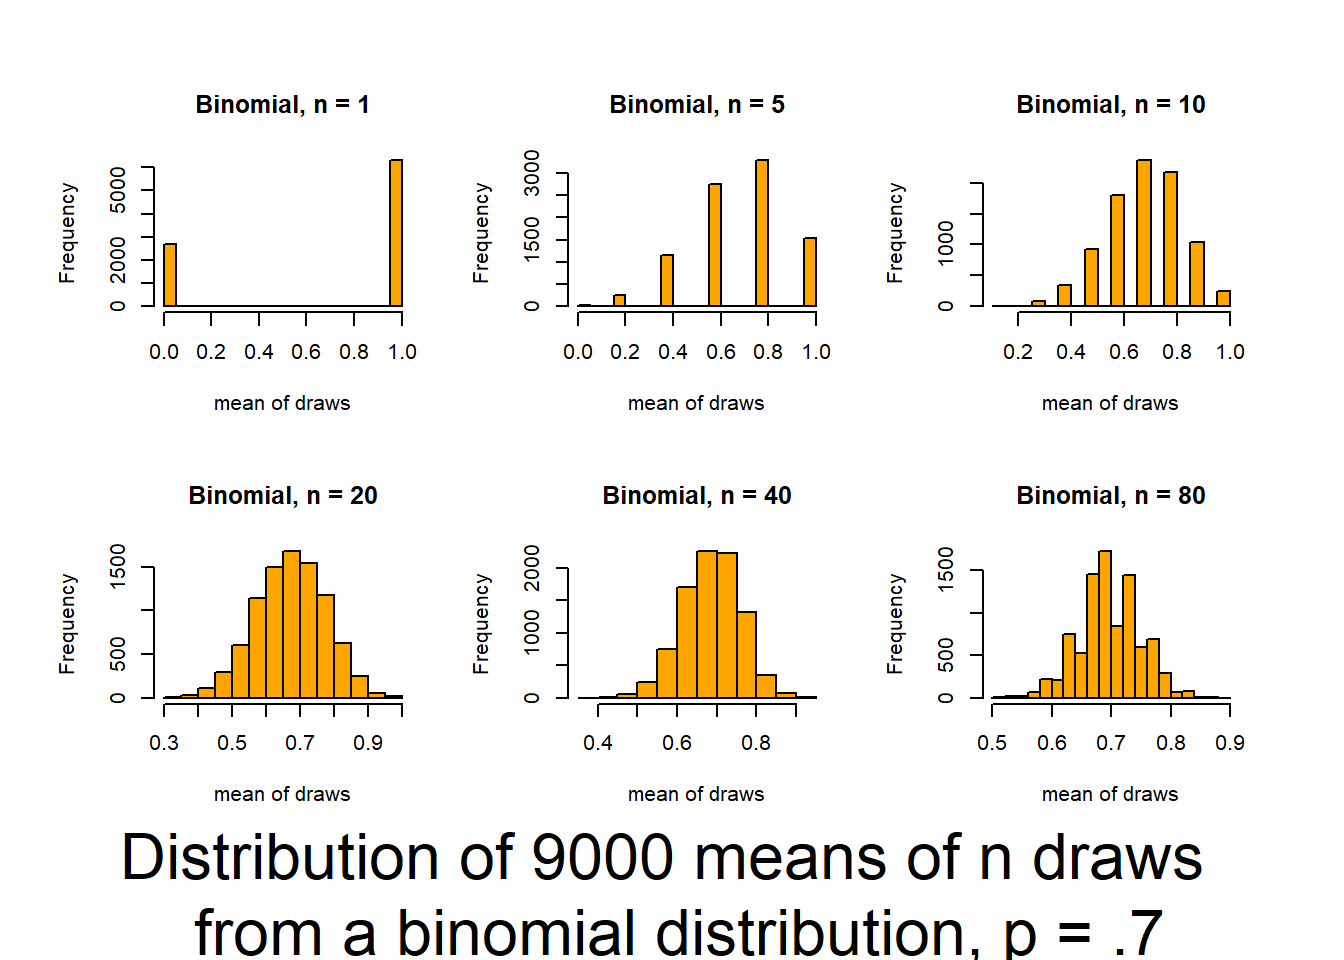 Binomial, n = 1
Frequency
0 2000 5000
0.0 0.2 0.4 0.6 0.8 1.0
mean of draws
Binomial, n = 5
Frequency
0 1500 3000
0.0 0.2 0.4 0.6 0.8 1.0
mean of draws
Binomial, n = 10
Frequency
0 1000
0.2 0.4 0.6 0.8 1.0
mean of draws
Binomial, n = 20
Frequency
0 500 1500
0.3 0.5 0.7 0.9
mean of draws
Binomial, n = 40
Frequency
0 1000 2000
0.4 0.6 0.8
mean of draws
Binomial, n = 80
Frequency
0 500 1500
0.5 0.6 0.7 0.8 0.9
mean of draws
Distribution of 9000 means of n draws
from a binomial distribution, p = .7